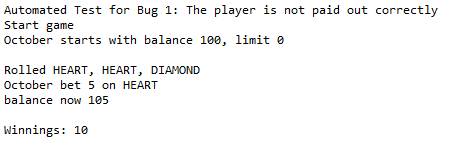 Automated Test for Bug 1: The player is not paid out correctly
Start game
October starts with balance 100, limit 0
Rolled HEART, HEART, DIAMOND
October bet 5 on HEART
balance now 105
Winnings: 10